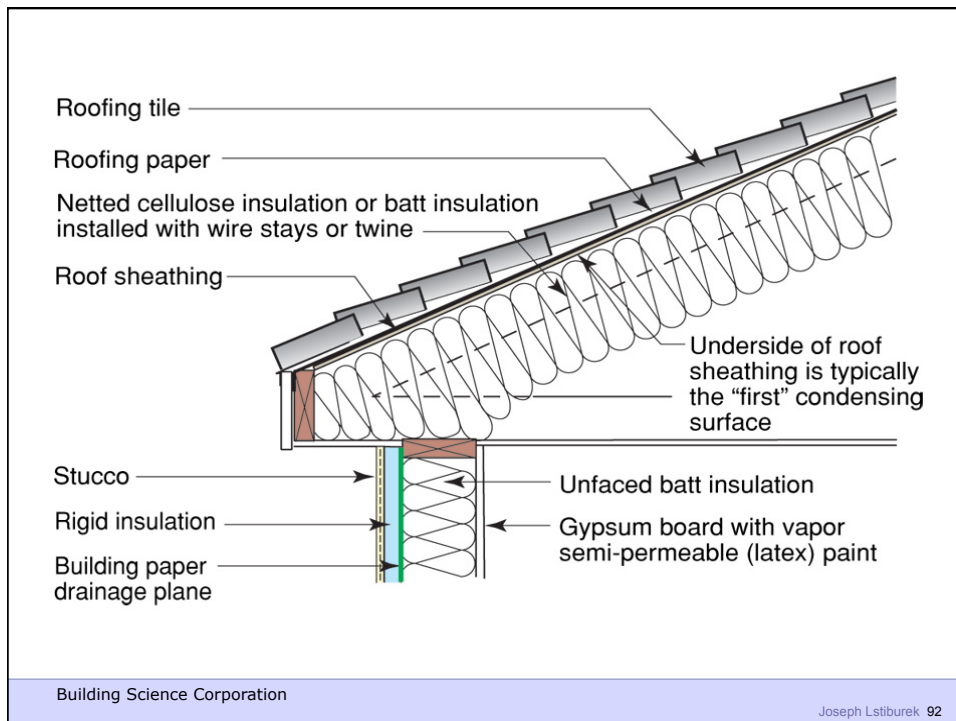 Roofing tile
Roofing paper
Netted cellulose insulation or batt insulation
installed with wire stays or twine
Roof sheathing
Underside of roof
sheathing is typically
the “first” condensing
surface
Stucco
Rigid insulation
Building paper
drainage plane
Unfaced batt insulation
Gypsum board with vapor
semi-permeable (latex) paint
Building Science Corporation
Joseph Lstiburek 92